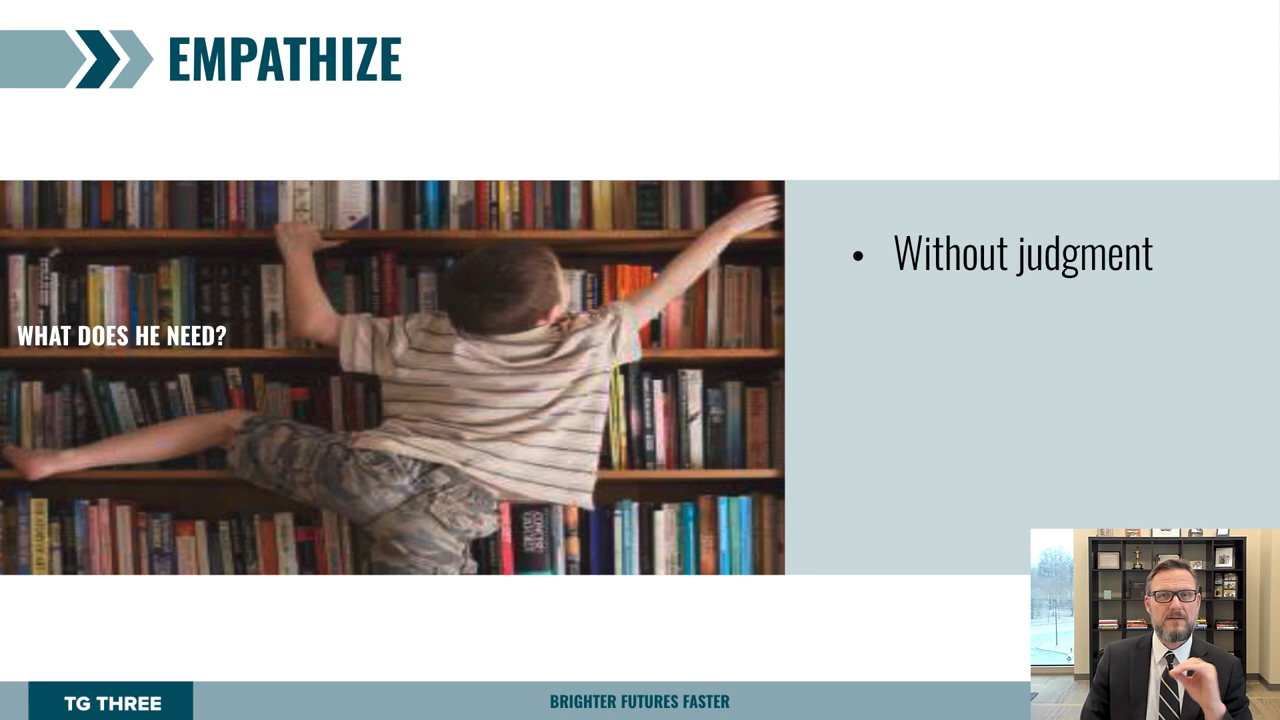 EMPATHIZE
WHAT DOES HE NEED?
• Without judgment
TG THREE
BRIGHTER FUTURES FASTER